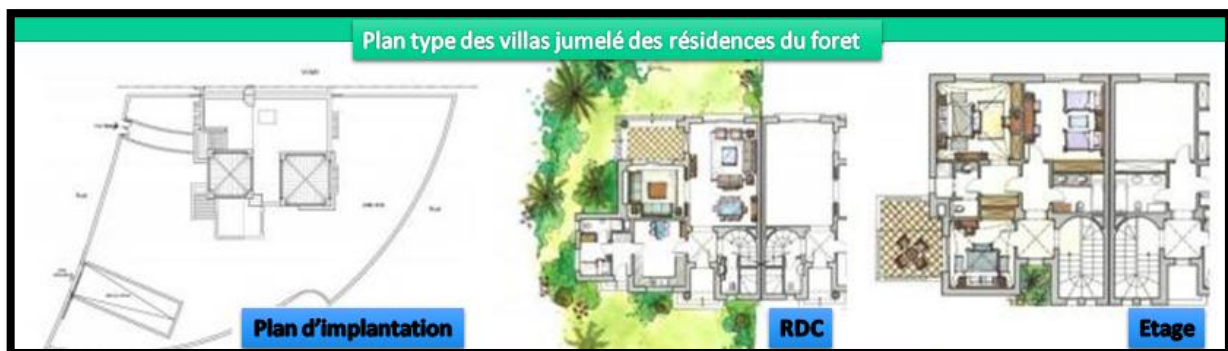 Plan type des villas jumelé des résidences du foret
Plan d'implantation
RDC
Etage